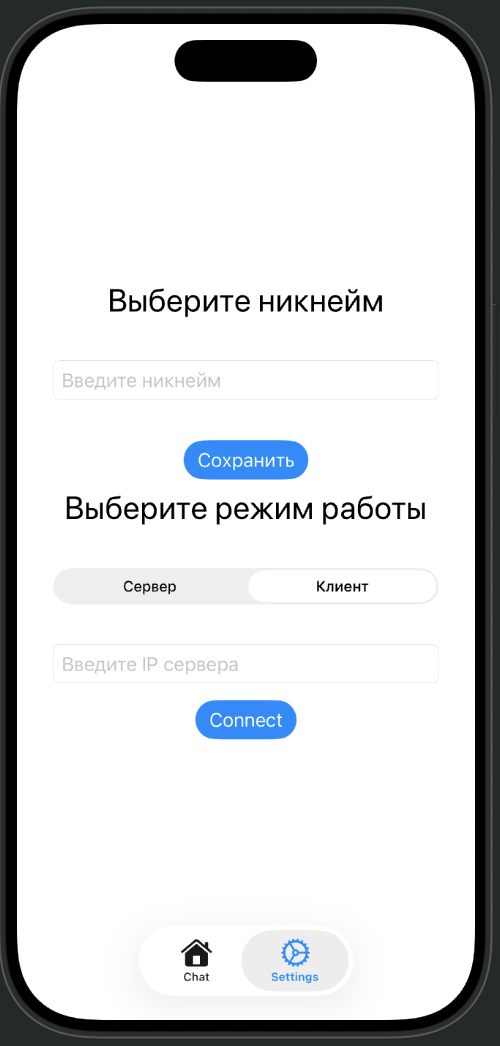 Выберите никнейм
Введите никнейм
Сохранить
Выберите режим работы
Сервер Клиент
Введите IP сервера
Connect
Chat Settings